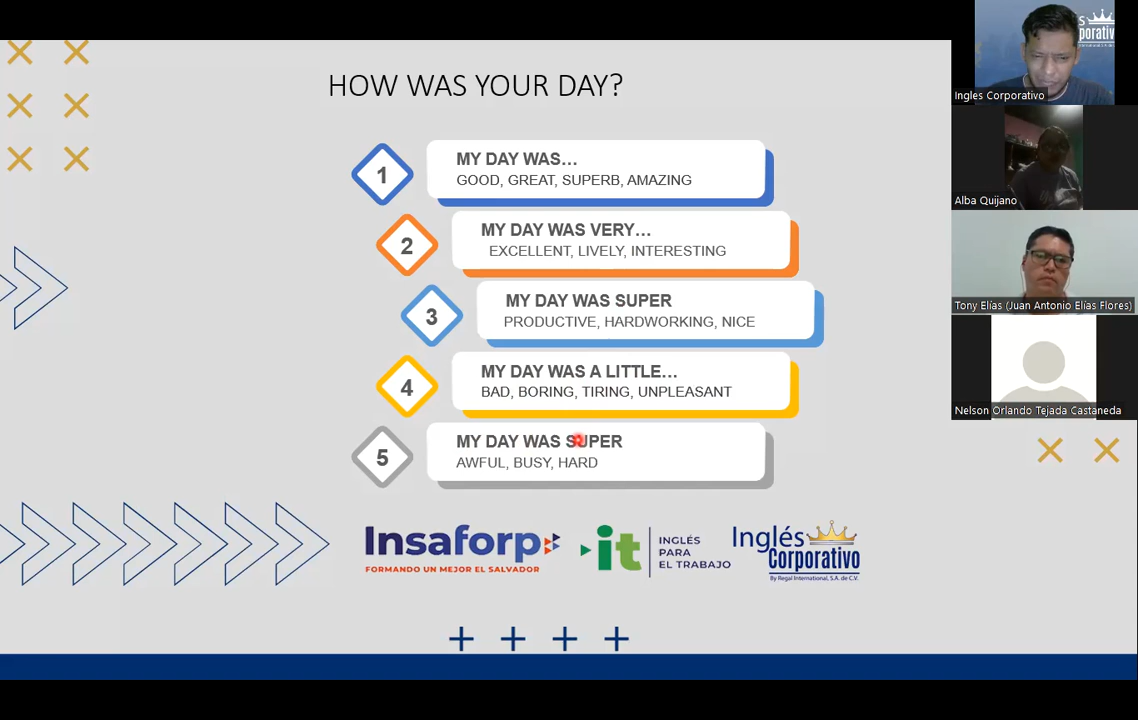 HOW WAS YOUR DAY?
1
MY DAY WAS...
GOOD, GREAT, SUPERB, AMAZING
2
MY DAY WAS VERY...
EXCELLENT, LIVELY, INTERESTING
3
MY DAY WAS SUPER
PRODUCTIVE, HARDWORKING, NICE
4
MY DAY WAS A LITTLE...
BAD, BORING, TIRING, UNPLEASANT
5
MY DAY WAS SUPER
AWFUL, BUSY, HARD
Insaforp
FORMANDO UN MEJOR EL SALVADOR
it
INGLÉS
PARA
EL TRABAJO
Inglés
Corporativo
By Regal International, S.A. de C.V.
Ingles Corporativo
Alba Quijano
Tony Elías (Juan Antonio Elías Flores)
Nelson Orlando Tejada Castaneda